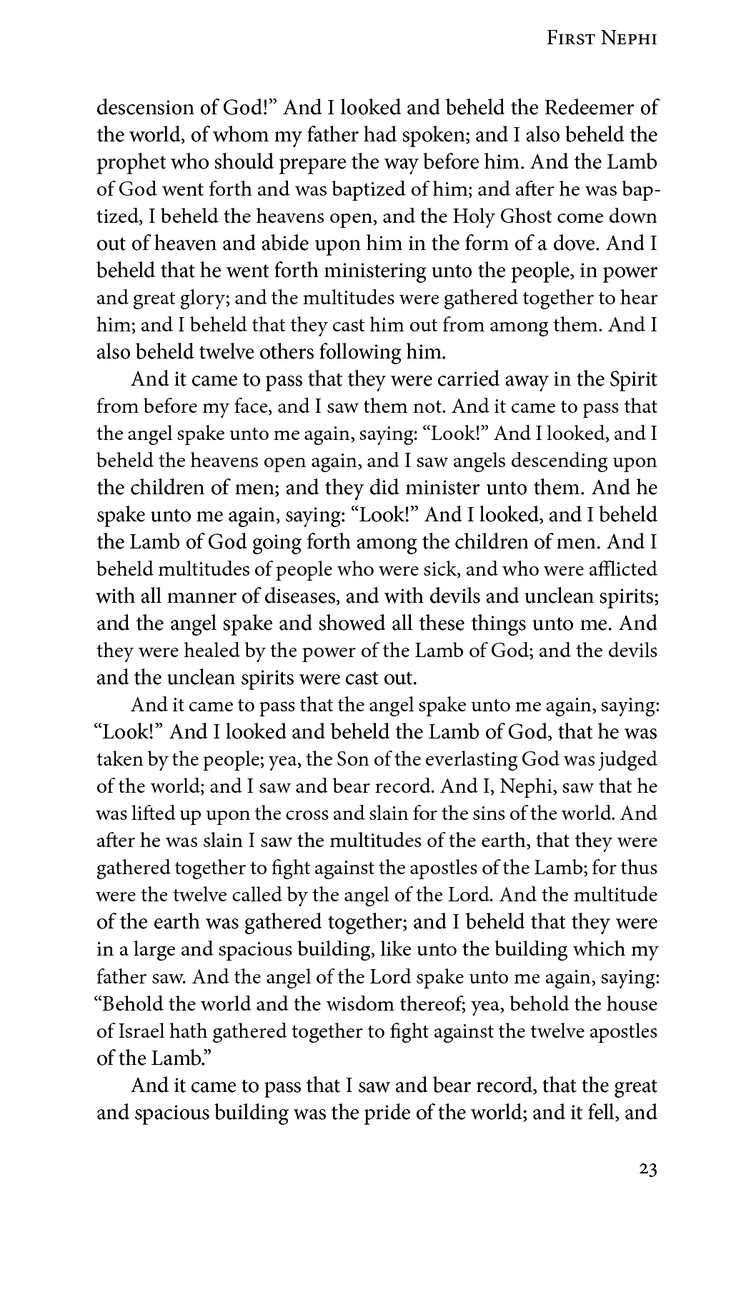 First Nephi
descension of God!” And I looked and beheld the Redeemer of
the world, of whom my father had spoken; and I also beheld the
prophet who should prepare the way before him. And the Lamb
of God went forth and was baptized of him; and after he was bap-
tized, I beheld the heavens open, and the Holy Ghost come down
out of heaven and abide upon him in the form of a dove. And I
beheld that he went forth ministering unto the people, in power
and great glory; and the multitudes were gathered together to hear
him; and I beheld that they cast him out from among them. And I
also beheld twelve others following him.
And it came to pass that they were carried away in the Spirit
from before my face, and I saw them not. And it came to pass that
the angel spake unto me again, saying: “Look!” And I looked, and I
beheld the heavens open again, and I saw angels descending upon
the children of men; and they did minister unto them. And he
spake unto me again, saying: “Look!” And I looked, and I beheld
the Lamb of God going forth among the children of men. And I
beheld multitudes of people who were sick, and who were afflicted
with all manner of diseases, and with devils and unclean spirits;
and the angel spake and showed all these things unto me. And
they were healed by the power of the Lamb of God; and the devils
and the unclean spirits were cast out.
And it came to pass that the angel spake unto me again, saying:
“Look!” And I looked and beheld the Lamb of God, that he was
taken by the people; yea, the Son of the everlasting God was judged
of the world; and I saw and bear record. And I, Nephi, saw that he
was lifted up upon the cross and slain for the sins of the world. And
after he was slain I saw the multitudes of the earth, that they were
gathered together to fight against the apostles of the Lamb; for thus
were the twelve called by the angel of the Lord. And the multitude
of the earth was gathered together; and I beheld that they were
in a large and spacious building, like unto the building which my
father saw. And the angel of the Lord spake unto me again, saying:
“Behold the world and the wisdom thereof; yea, behold the house
of Israel hath gathered together to fight against the twelve apostles
of the Lamb.”
And it came to pass that I saw and bear record, that the great
and spacious building was the pride of the world; and it fell, and
23